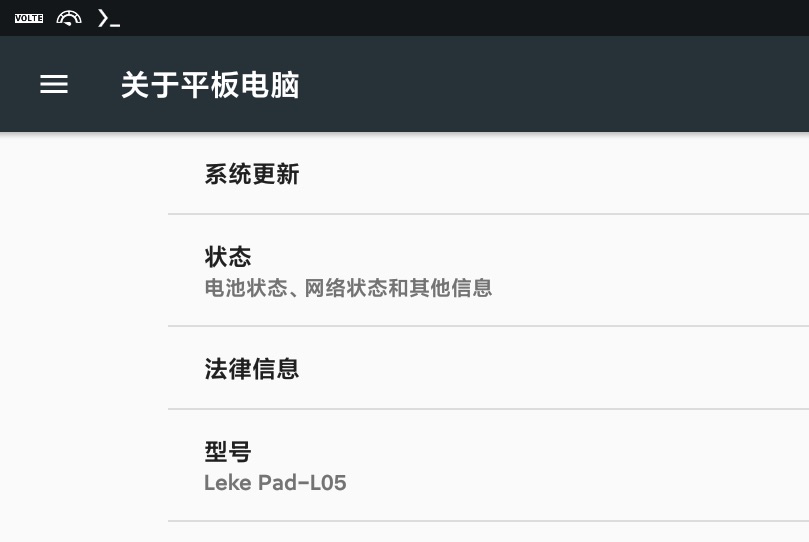 VOLTE
关于平板电脑
系统更新
状态
电池状态、网络状态和其他信息
法律信息
型号
Leke Pad-L05